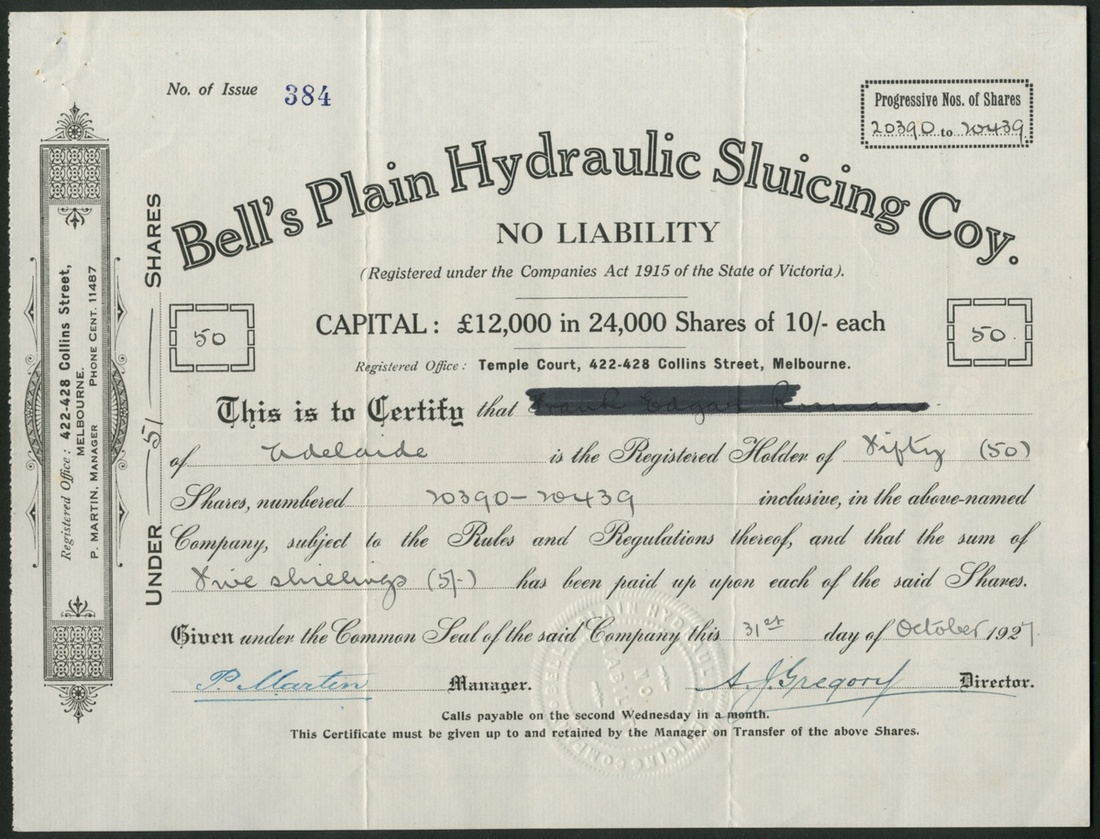 No. of Issue 384
Progressive Nos. of Shares
20390 to 20439
Bell's Plain Hydraulic Sluicing Coy.
NO LIABILITY
(Registered under the Companies Act 1915 of the State of Victoria).
CAPITAL: £12,000 in 24,000 Shares of 10/- each
50
50
Registered Office: Temple Court, 422-428 Collins Street, Melbourne.
This is to Certify that
of Adelaide is the Registered Holder of Fifty (50)
Shares, numbered 20390-20439 inclusive, in the above-named
Company, subject to the Rules and Regulations thereof, and that the sum of
Five shillings (5/-) has been paid up upon each of the said Shares.
Given under the Common Seal of the said Company this 31st day of October 1927.
P. Martin Manager. A. J. Gregory Director.
Calls payable on the second Wednesday in a month.
This Certificate must be given up to and retained by the Manager on Transfer of the above Shares.
Registered Office: 422-428 Collins Street,
MELBOURNE.
P. MARTIN, MANAGER PHONE CENT. 11487
UNDER 5/ SHARES